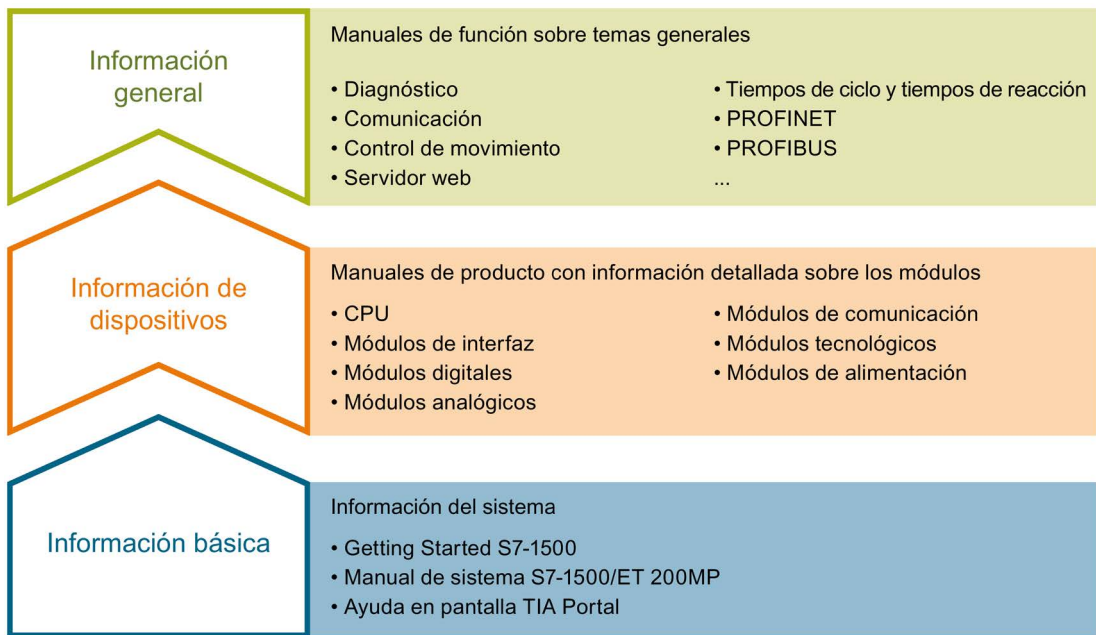 Información
general
Manuales de función sobre temas generales
• Diagnóstico
• Comunicación
• Control de movimiento
• Servidor web
• Tiempos de ciclo y tiempos de reacción
• PROFINET
• PROFIBUS
...
Información de
dispositivos
Manuales de producto con información detallada sobre los módulos
• CPU
• Módulos de interfaz
• Módulos digitales
• Módulos analógicos
• Módulos de comunicación
• Módulos tecnológicos
• Módulos de alimentación
Información básica
Información del sistema
• Getting Started S7-1500
• Manual de sistema S7-1500/ET 200MP
• Ayuda en pantalla TIA Portal